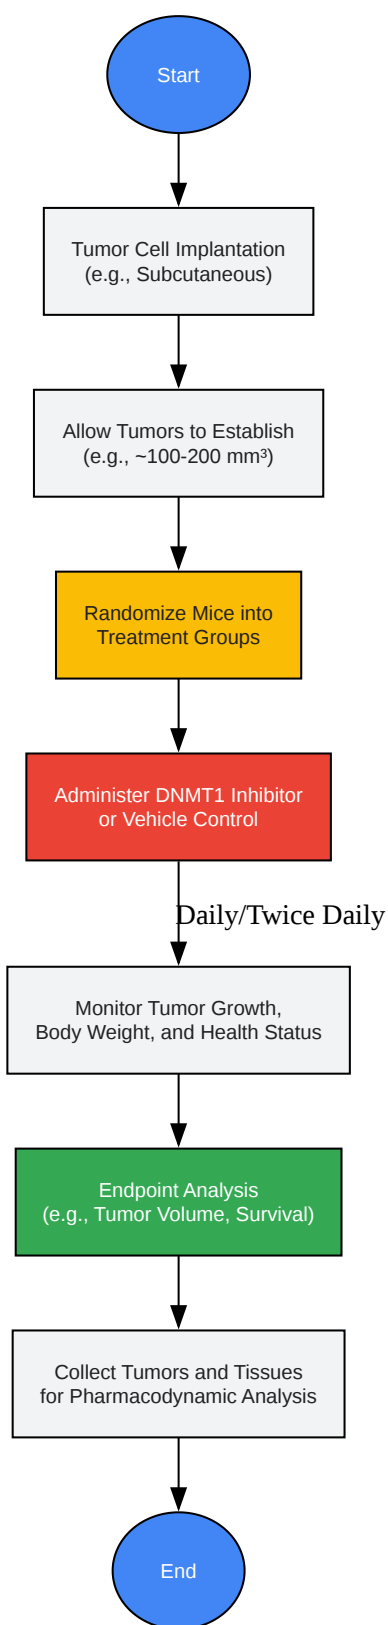 Start
Tumor Cell Implantation
(e.g., Subcutaneous)
Allow Tumors to Establish
(e.g., ~100-200 mm³)
Randomize Mice into
Treatment Groups
Administer DNMT1 Inhibitor
or Vehicle Control
Daily/Twice Daily
Monitor Tumor Growth,
Body Weight, and Health Status
Endpoint Analysis
(e.g., Tumor Volume, Survival)
Collect Tumors and Tissues
for Pharmacodynamic Analysis
End